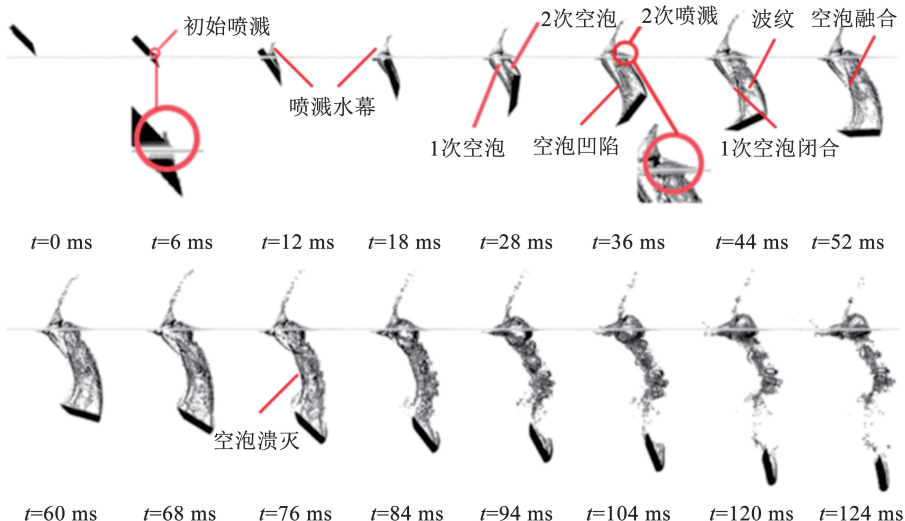 初始喷溅
2次空泡
2次喷溅
波纹
空泡融合
喷溅水幕
1次空泡
空泡凹陷
1次空泡闭合
t=0 ms
t=6 ms
t=12 ms
t=18 ms
t=28 ms
t=36 ms
t=44 ms
t=52 ms
空泡溃灭
t=60 ms
t=68 ms
t=76 ms
t=84 ms
t=94 ms
t=104 ms
t=120 ms
t=124 ms